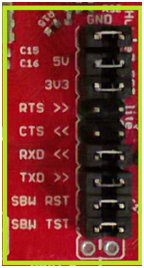 GND
C15
C16 5V
3V3
RTS >>
CTS <<
RXD <<
TXD >>
SBW RST
SBW TST